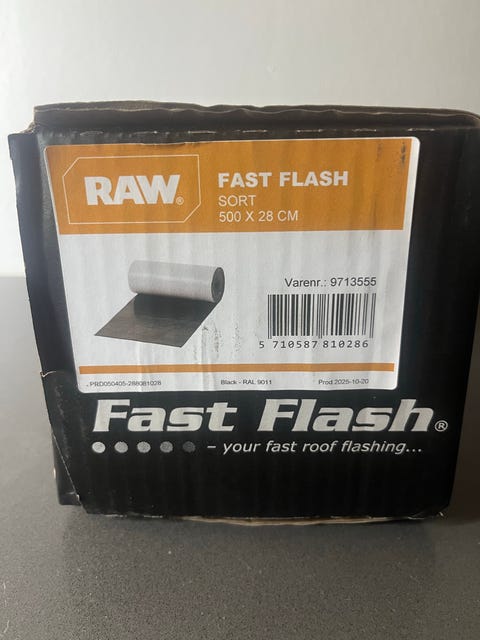 RAW®
FAST FLASH
SORT
500 X 28 CM
Varenr.: 9713555
5 710587 810286
PRD050405-288081028
Black - RAL 9011
Prod 2025-10-20
Fast Flash®
– your fast roof flashing...